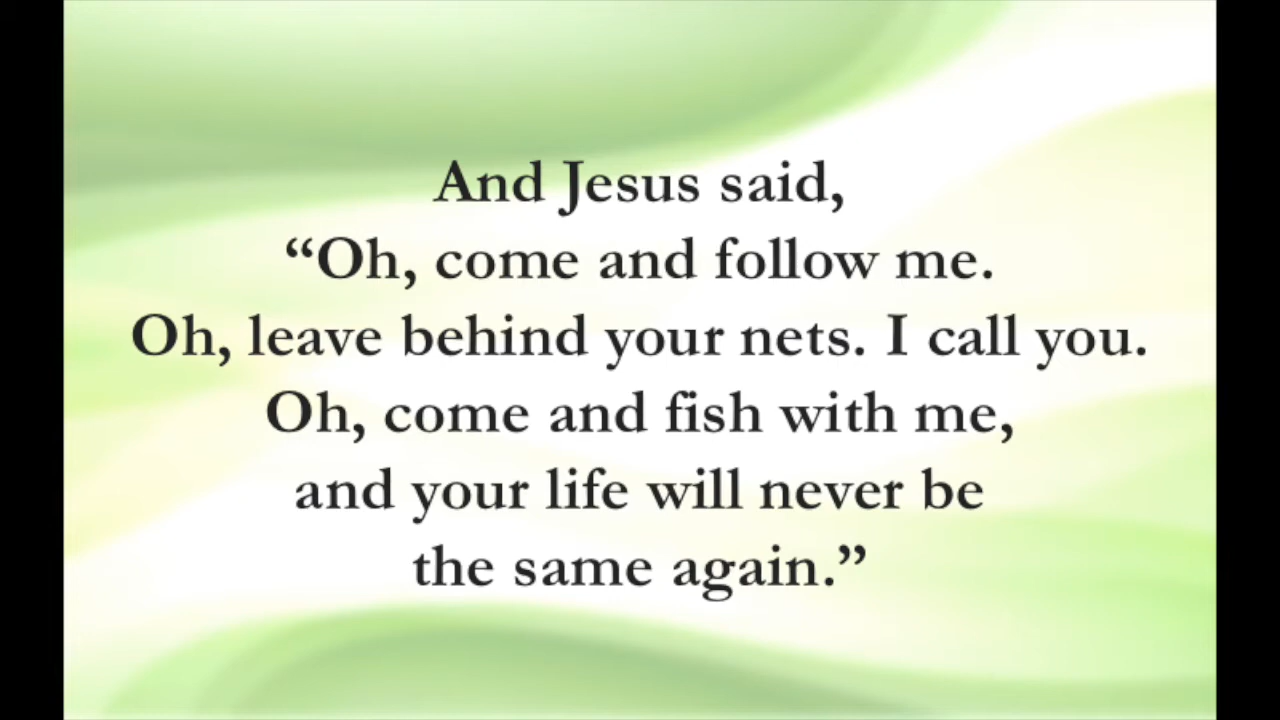 And Jesus said,
“Oh, come and follow me.
Oh, leave behind your nets. I call you.
Oh, come and fish with me,
and your life will never be
the same again.”